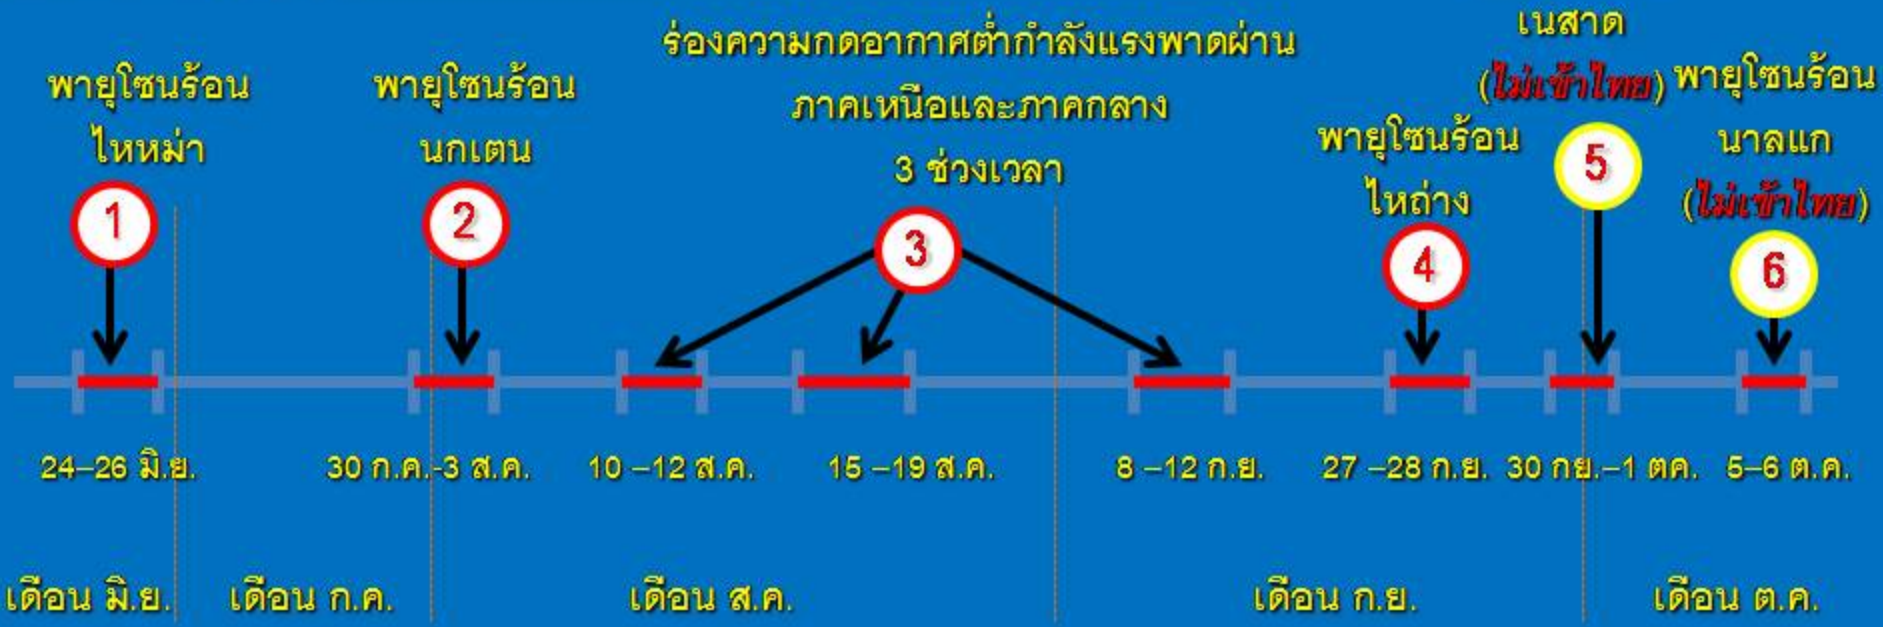 พายุโซนร้อน
ไหหม่า
1
พายุโซนร้อน
นกเตน
2
ร่องความกดอากาศต่ำกำลังแรงพาดผ่าน
ภาคเหนือและภาคกลาง
3 ช่วงเวลา
3
พายุโซนร้อน
ไหถ่าง
4
เนสาด
(ไม่เข้าไทย)
5
พายุโซนร้อน
นาลแก
(ไม่เข้าไทย)
6
24–26 มิ.ย.
30 ก.ค.-3 ส.ค.
10 –12 ส.ค.
15 –19 ส.ค.
8 –12 ก.ย.
27 –28 ก.ย.
30 กย.–1 ตค.
5–6 ต.ค.
เดือน มิ.ย.
เดือน ก.ค.
เดือน ส.ค.
เดือน ก.ย.
เดือน ต.ค.